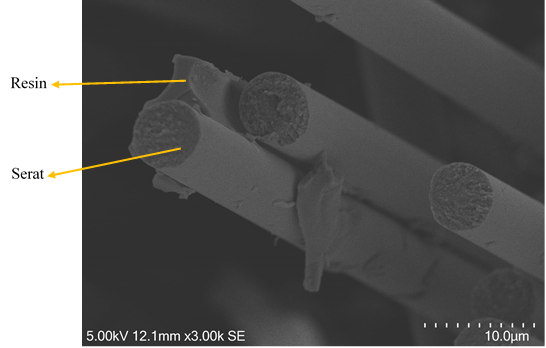 Resin
Serat
5.00kV 12.1mm x3.00k SE
10.0μm